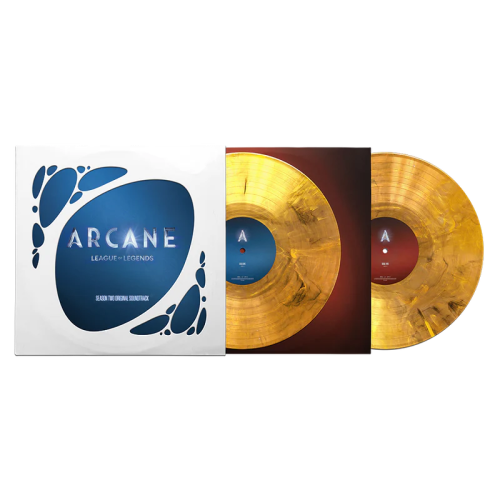 ARCANE
LEAGUE OF LEGENDS
SEASON TWO ORIGINAL SOUNDTRACK
A
A